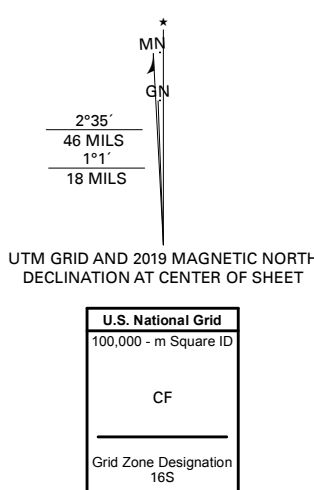 ★
MN
GN
2°35´
46 MILS
1°1´
18 MILS
UTM GRID AND 2019 MAGNETIC NORTH
DECLINATION AT CENTER OF SHEET
U.S. National Grid
100,000 - m Square ID
CF
Grid Zone Designation
16S